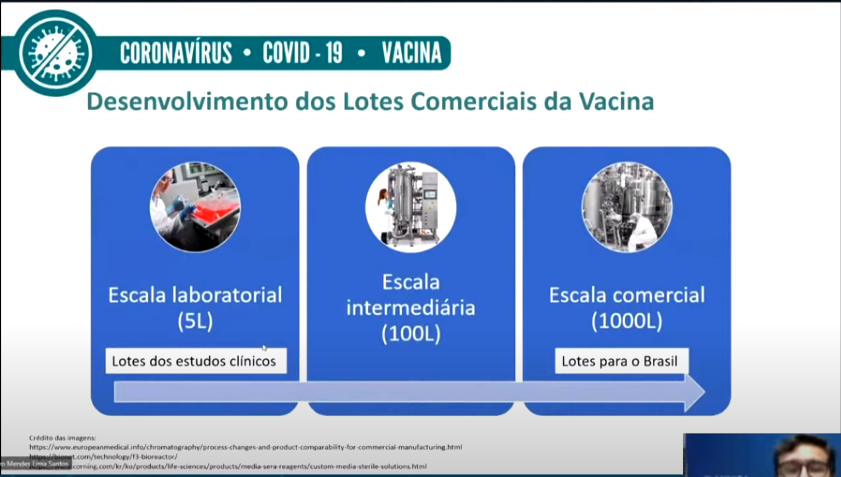 CORONAVÍRUS • COVID - 19 • VACINA
Desenvolvimento dos Lotes Comerciais da Vacina
Escala laboratorial
(5L)
Lotes dos estudos clínicos
Escala
intermediária
(100L)
Escala comercial
(1000L)
Lotes para o Brasil
Crédito das imagens:
https://www.europeanmedical.info/chromatography/process-changes-and-product-comparability-for-commercial-manufacturing.html
https://bionet.com/technology/f3-bioreactor/
.corning.com/kr/ko/products/life-sciences/products/media-sera-reagents/custom-media-sterile-solutions.html
Mendes Lima Santos